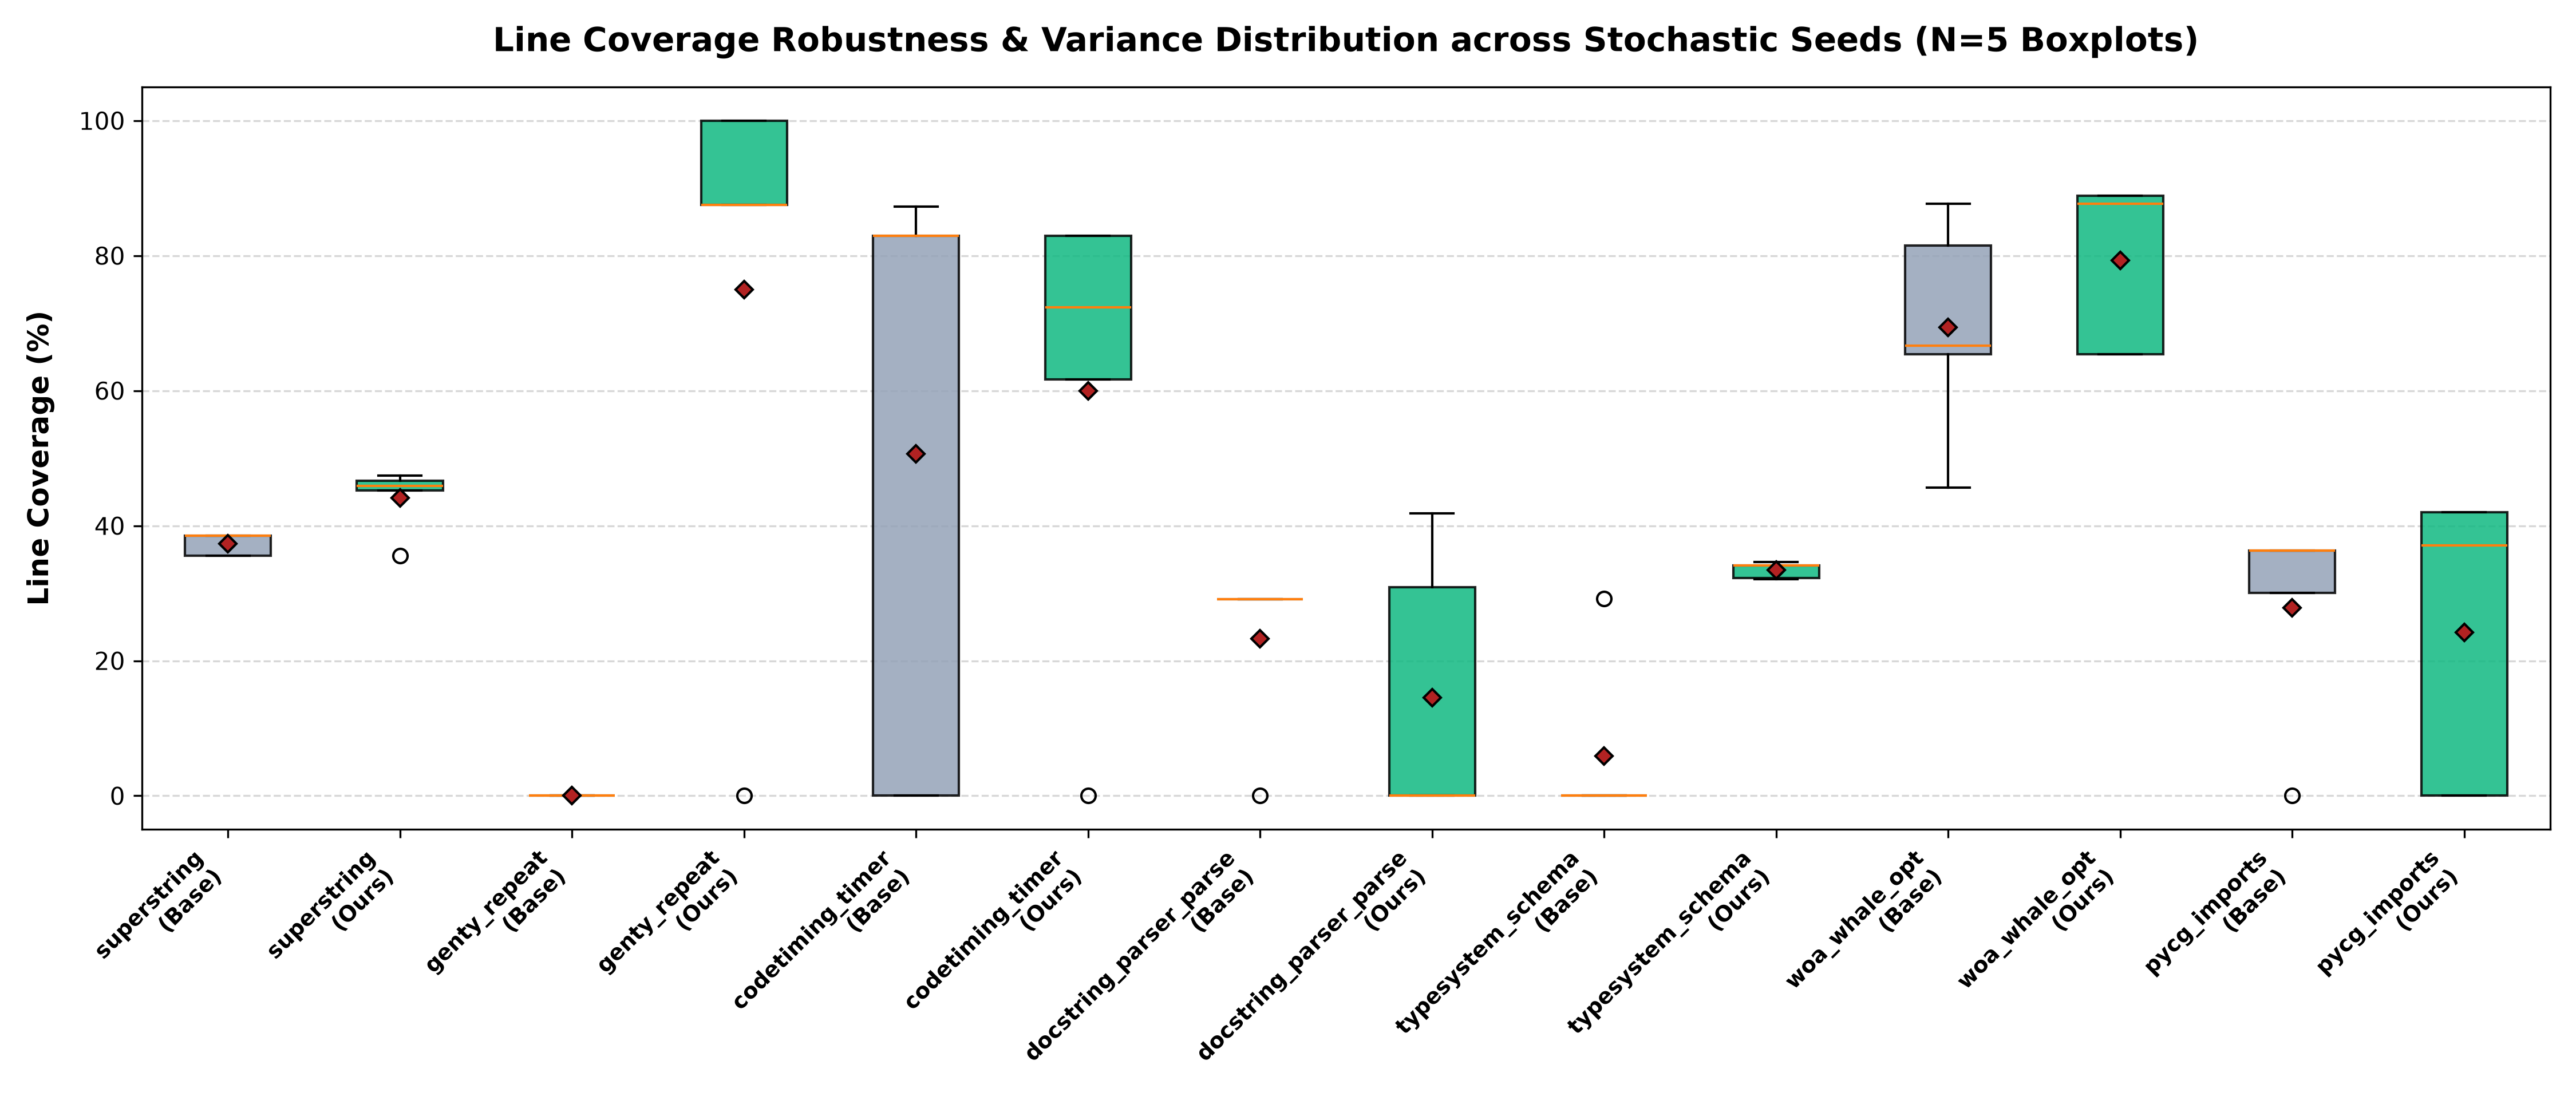 Line Coverage Robustness & Variance Distribution across Stochastic Seeds (N=5 Boxplots)
Line Coverage (%)
100
80
60
40
20
0
superstring
(Base)
superstring
(Ours)
genty_repeat
(Base)
genty_repeat
(Ours)
codetiming_timer
(Base)
codetiming_timer
(Ours)
docstring_parser_parse
(Base)
docstring_parser_parse
(Ours)
typesystem_schema
(Base)
typesystem_schema
(Ours)
woa_whale_opt
(Base)
woa_whale_opt
(Ours)
pycg_imports
(Base)
pycg_imports
(Ours)